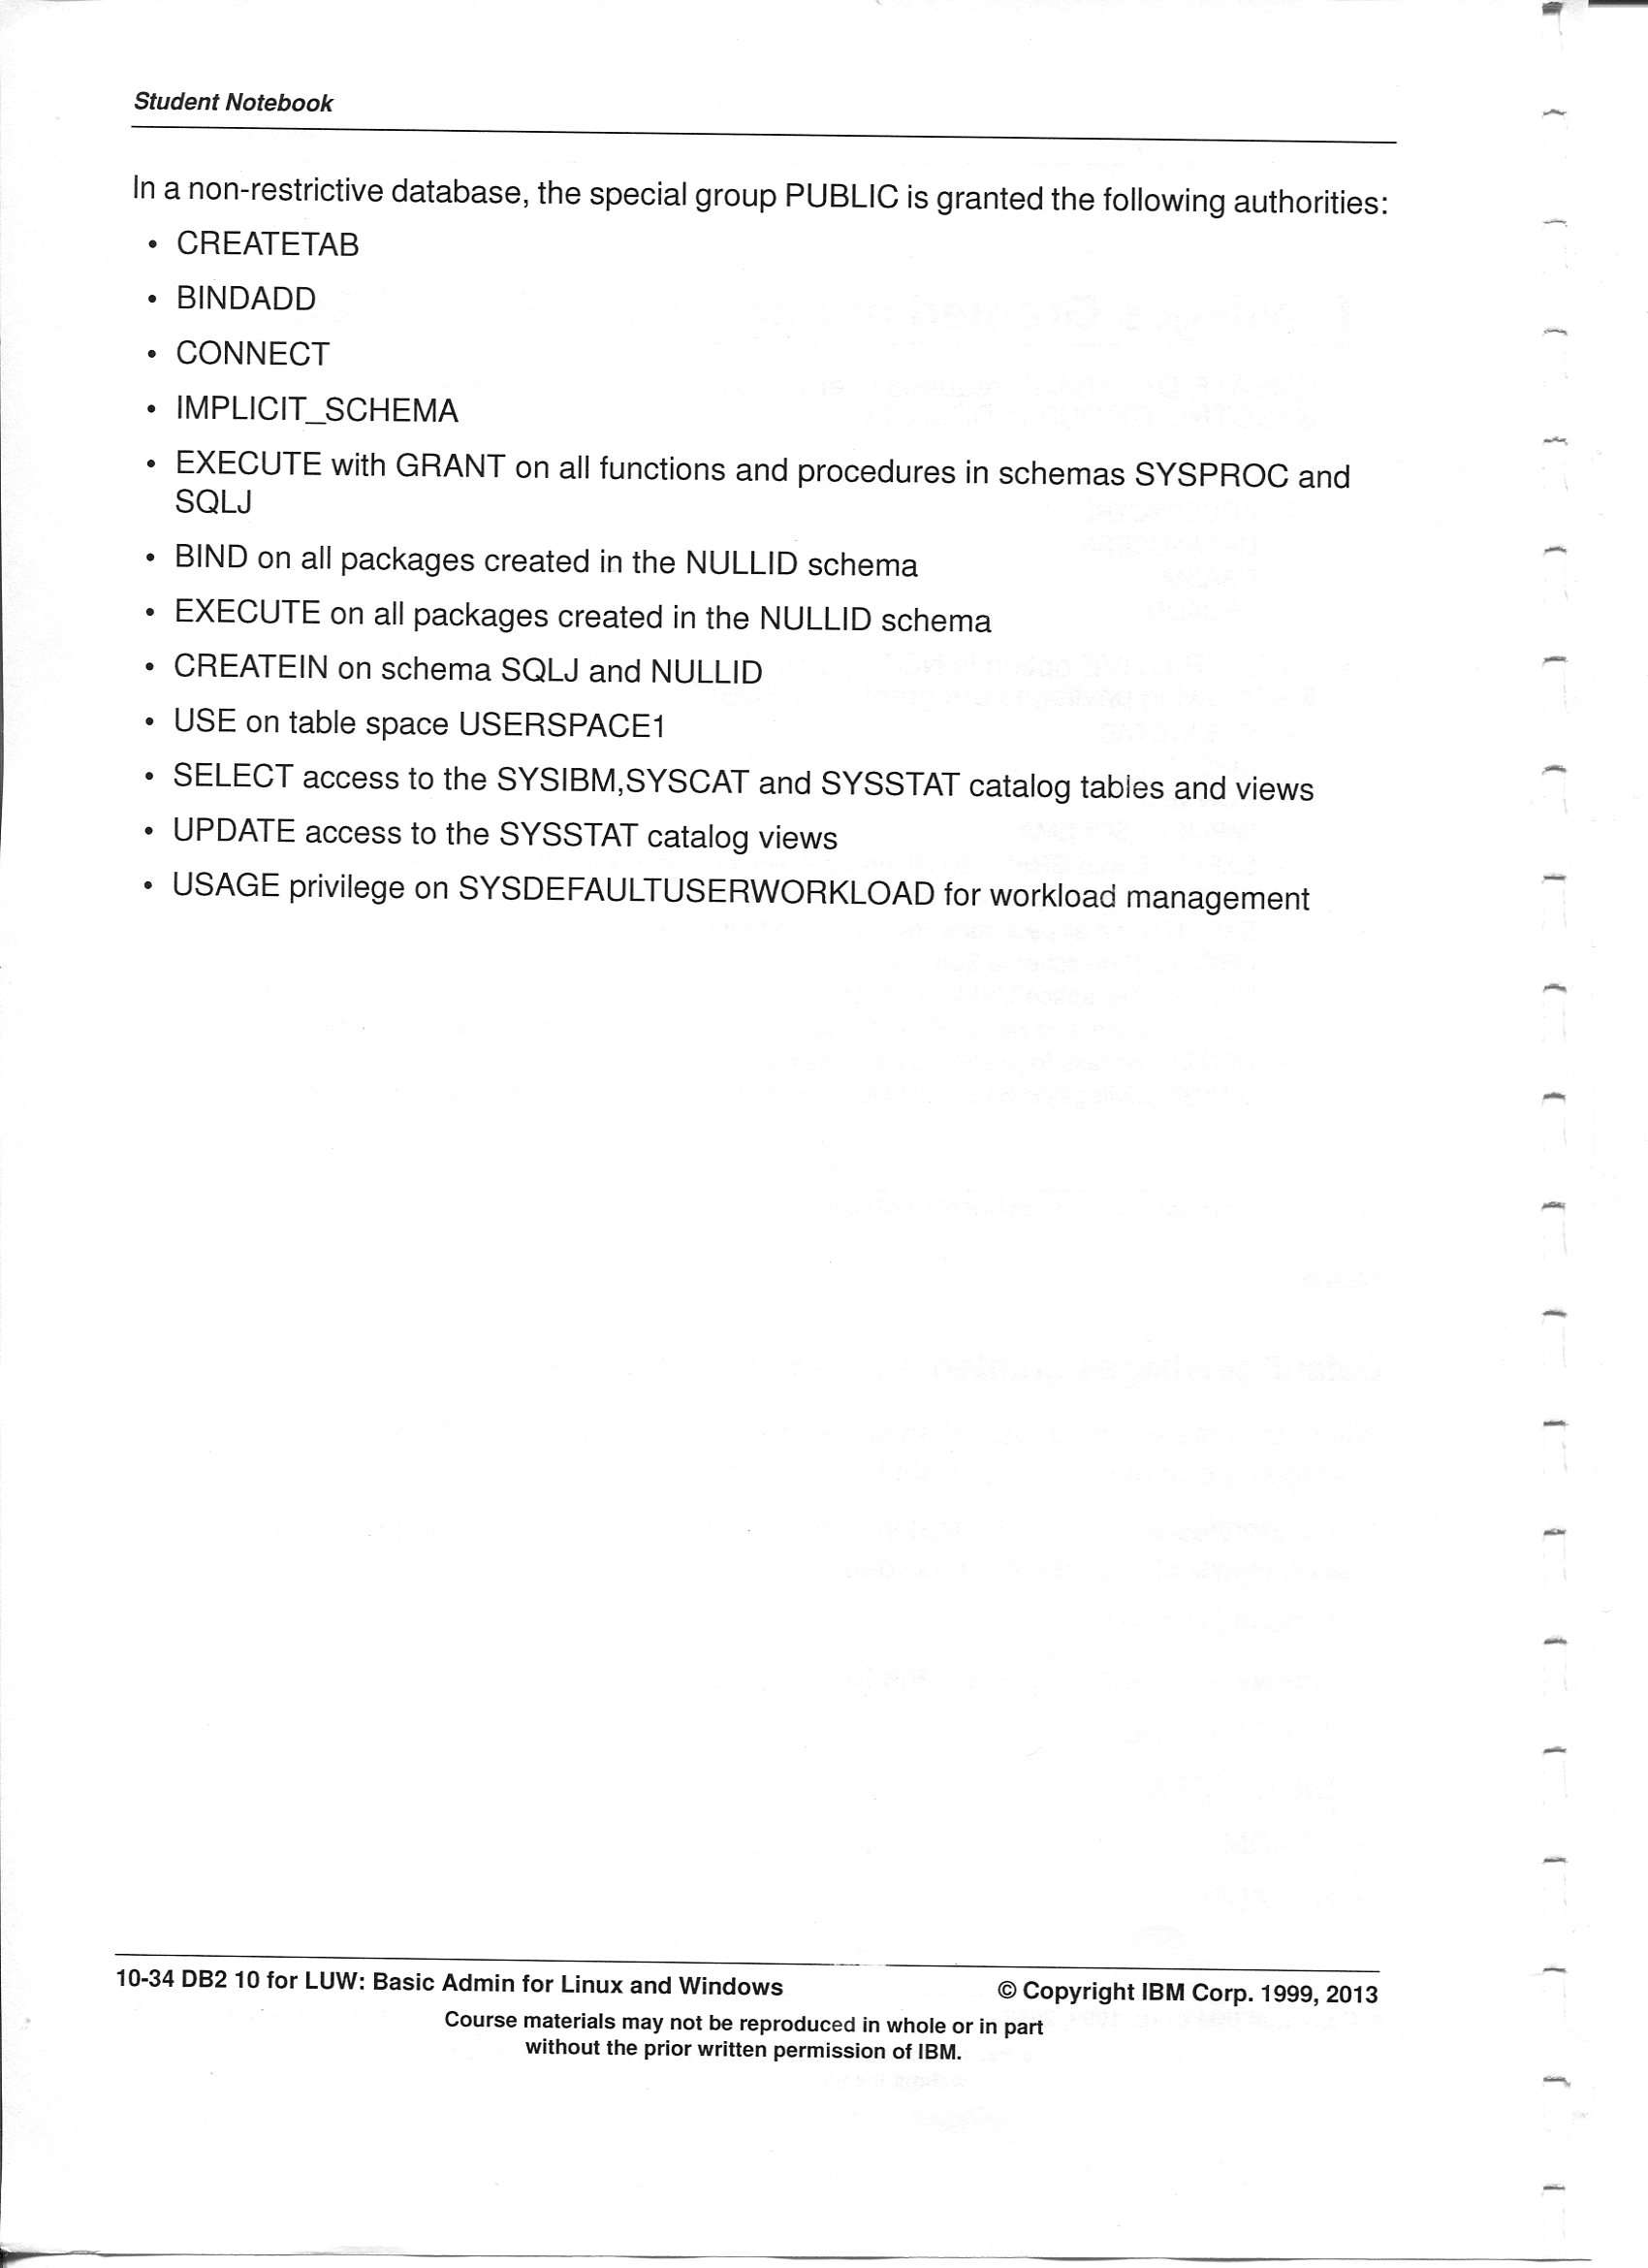 Student Notebook
In a non-restrictive database, the special group PUBLIC is granted the following authorities:
• CREATETAB
• BINDADD
• CONNECT
• IMPLICIT_SCHEMA
• EXECUTE with GRANT on all functions and procedures in schemas SYSPROC and
SQLJ
• BIND on all packages created in the NULLID schema
• EXECUTE on all packages created in the NULLID schema
• CREATEIN on schema SQLJ and NULLID
• USE on table space USERSPACE1
• SELECT access to the SYSIBM,SYSCAT and SYSSTAT catalog tables and views
• UPDATE access to the SYSSTAT catalog views
• USAGE privilege on SYSDEFAULTUSERWORKLOAD for workload management
10-34 DB2 10 for LUW: Basic Admin for Linux and Windows © Copyright IBM Corp. 1999, 2013
Course materials may not be reproduced in whole or in part
without the prior written permission of IBM.